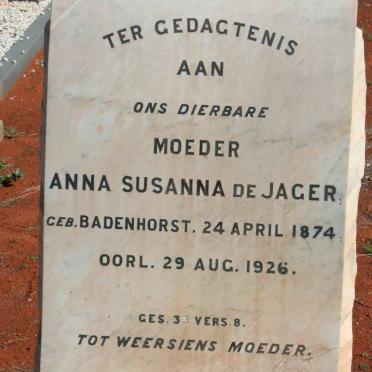 TER GEDAGTENIS
AAN
ONS DIERBARE
MOEDER
ANNA SUSANNA DE JAGER
GEB. BADENHORST. 24 APRIL 1874
OORL. 29 AUG. 1926.
GES. VERS. 8.
TOT WEERSIENS MOEDER.